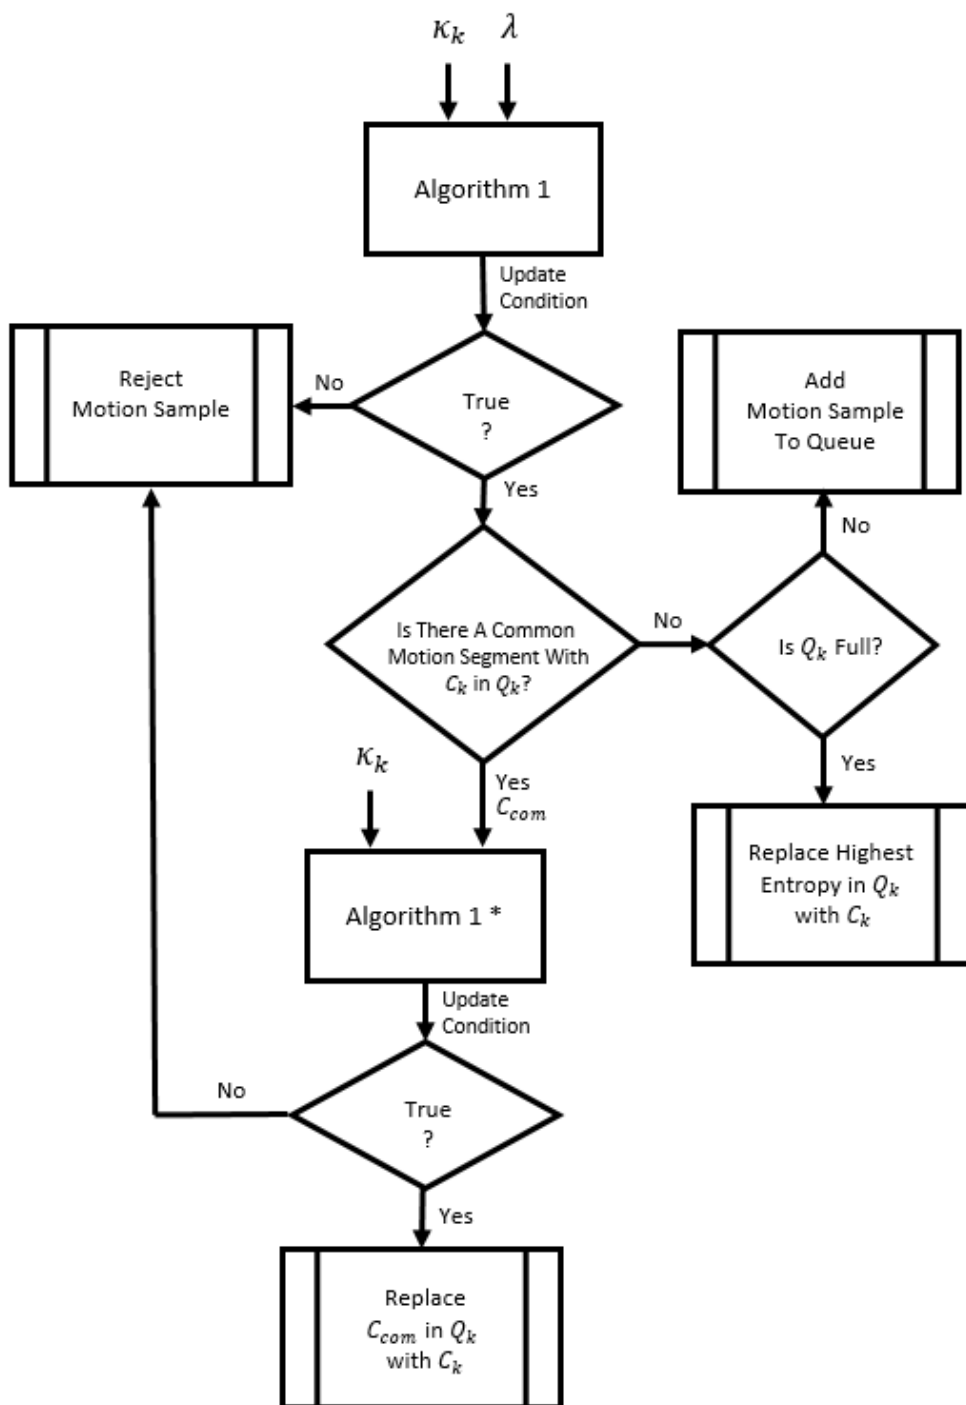 κ_k λ
Algorithm 1
Update
Condition
Reject
Motion Sample
No
True
?
Add
Motion Sample
To Queue
Yes
No
Is There A Common
Motion Segment With
C_k in Q_k?
No
Is Q_k Full?
κ_k
Yes
C_com
Yes
Algorithm 1 *
Replace Highest
Entropy in Q_k
with C_k
Update
Condition
No
True
?
Yes
Replace
C_com in Q_k
with C_k